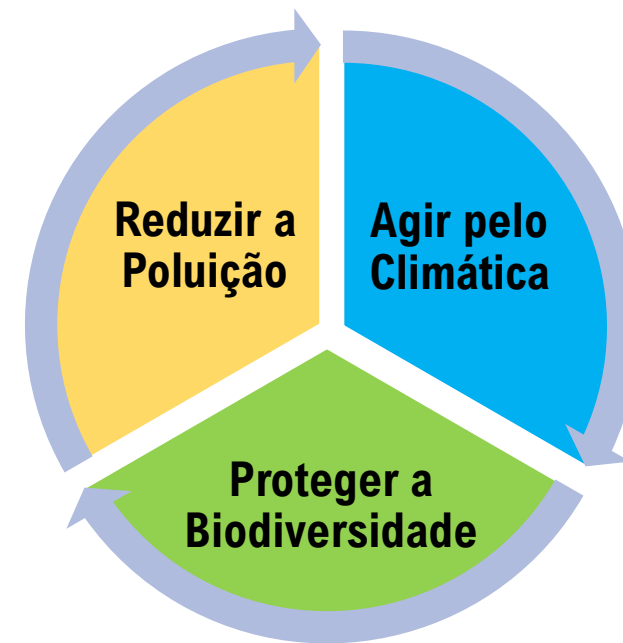 Reduzir a
Poluição
Agir pelo
Climática
Proteger a
Biodiversidade